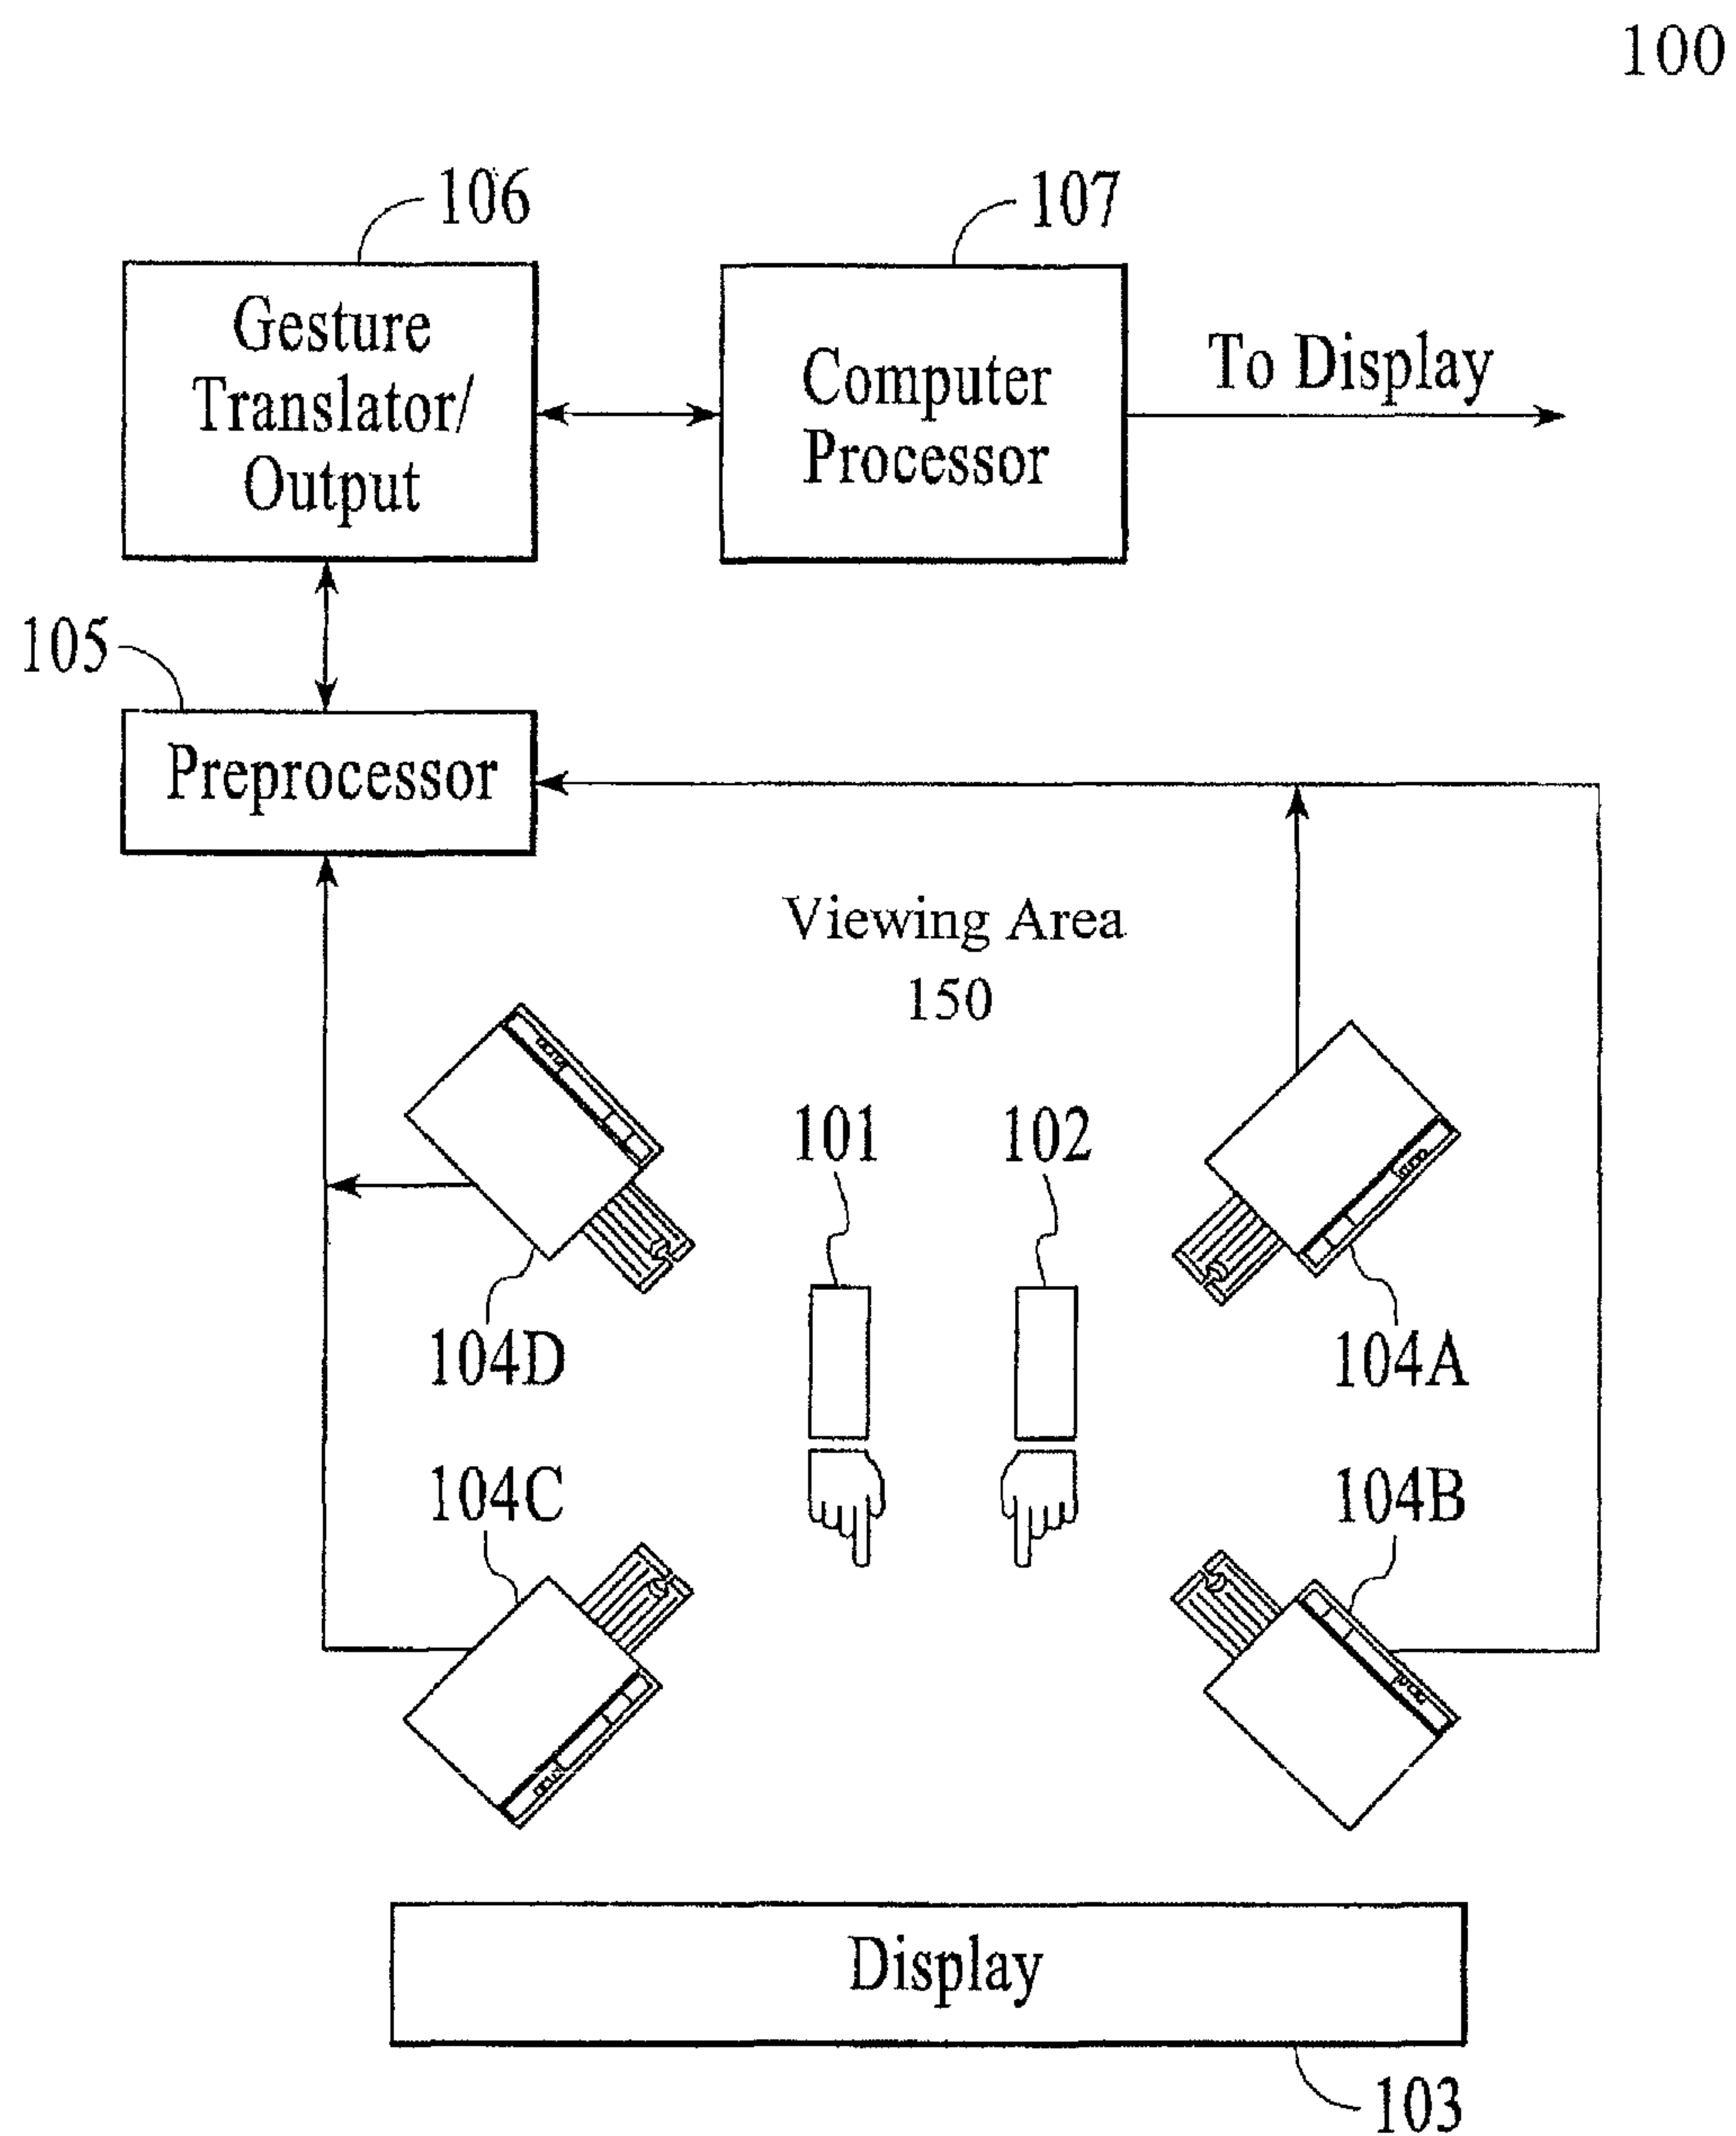 100
106
107
Gesture
Translator/
Output
Computer
Processor
To Display
105
Preprocessor
Viewing Area
150
101
102
104D
104A
104C
104B
Display
103